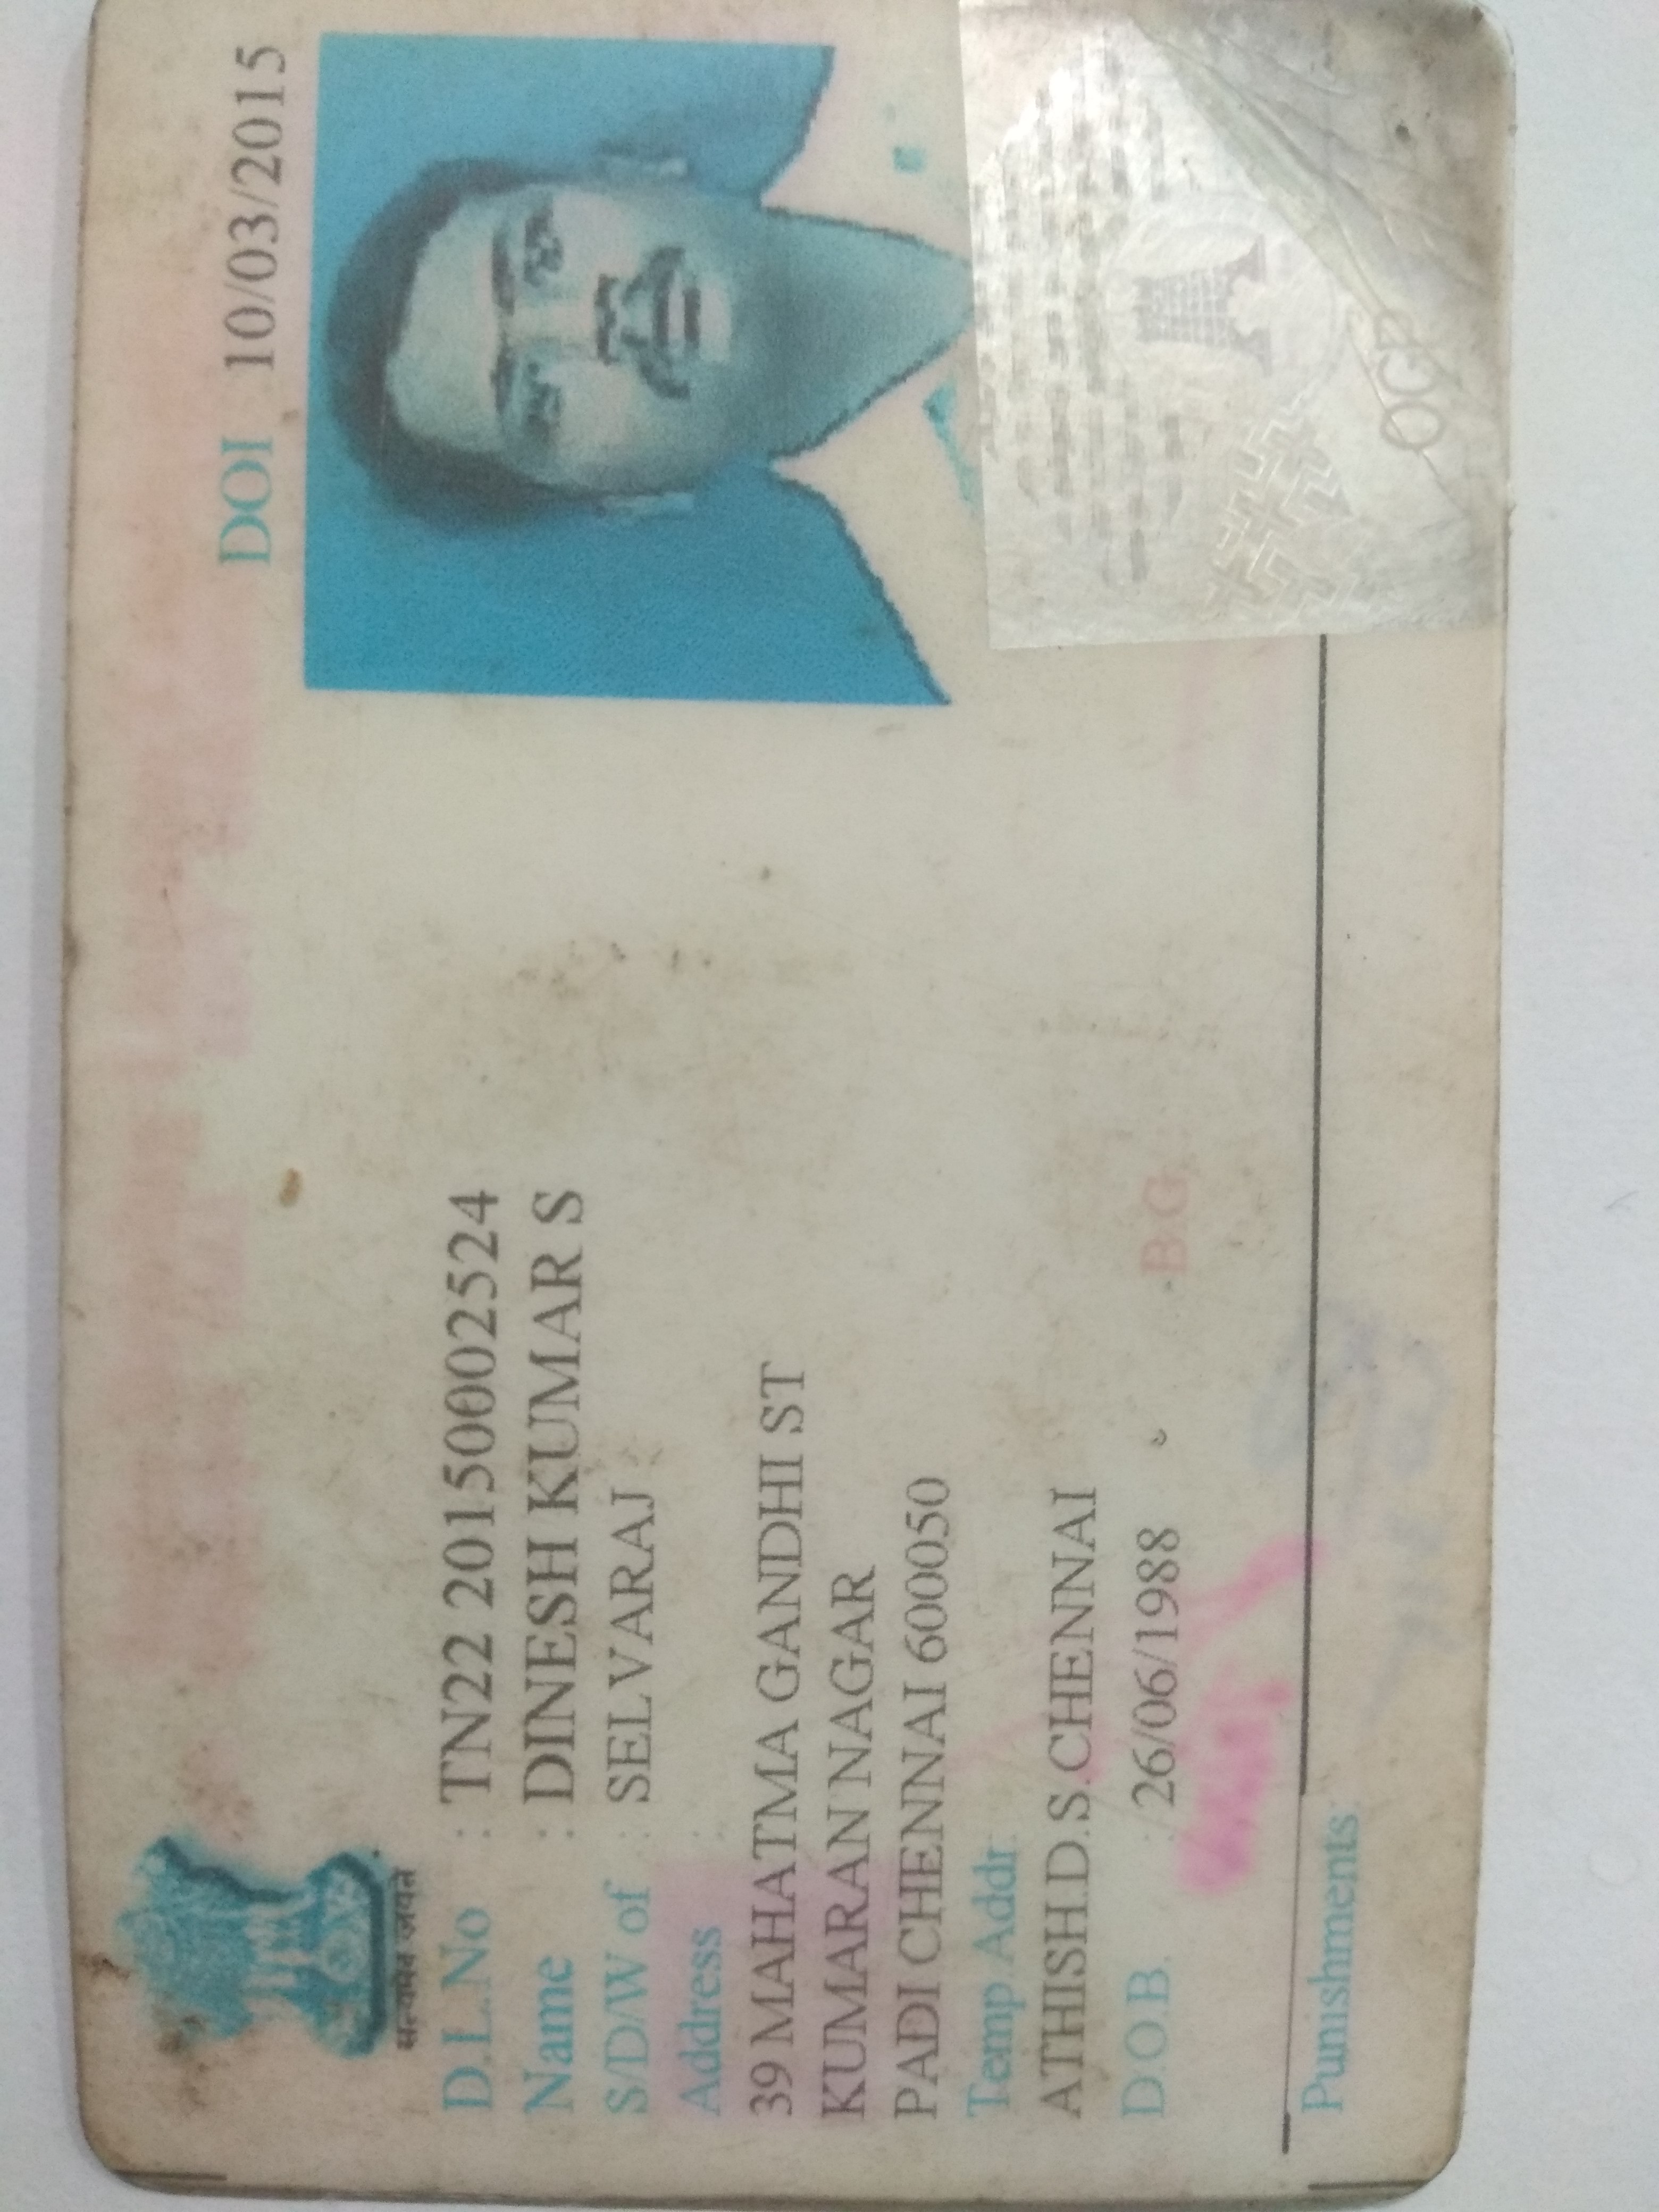 DOI 10/03/2015
सत्यमेव जयते
D.L.No : TN22 20150002524
Name : DINESH KUMAR S
S/D/W of : SELVARAJ
Address :
39 MAHATMA GANDHI ST
KUMARAN NAGAR
PADI CHENNAI 600050
Temp.Addr.
ATHISH.D.S.CHENNAI
D.O.B. : 26/06/1988 B.G.
Punishments: